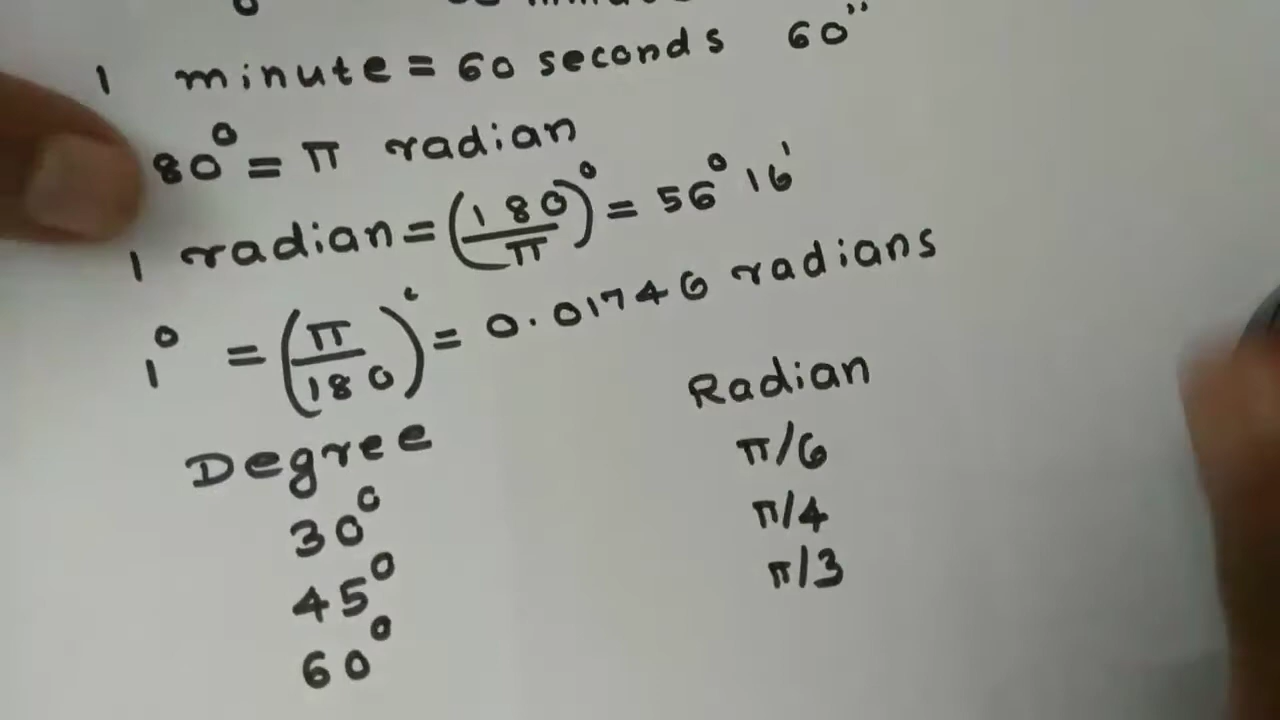 1 minute = 60 seconds 60"
80° = π radian
1 radian = (180/π)° = 56° 16'
1° = (π/180)ᶜ = 0.01746 radians
Degree Radian
30° π/6
45° π/4
60° π/3